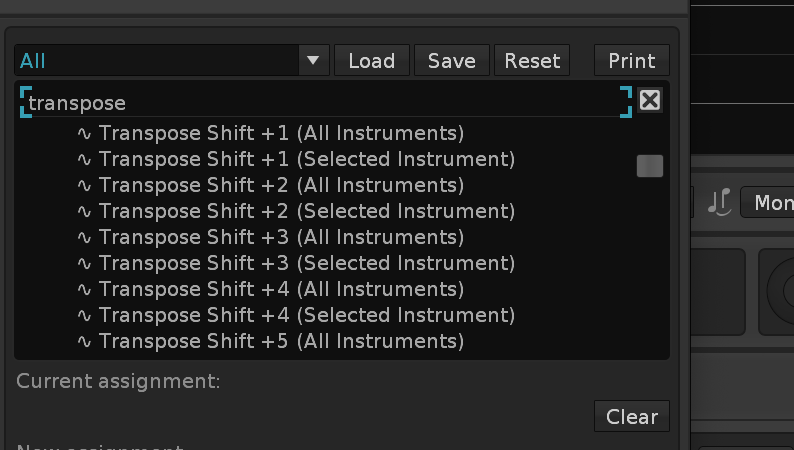 All
Load
Save
Reset
Print
transpose
∿ Transpose Shift +1 (All Instruments)
∿ Transpose Shift +1 (Selected Instrument)
∿ Transpose Shift +2 (All Instruments)
∿ Transpose Shift +2 (Selected Instrument)
∿ Transpose Shift +3 (All Instruments)
∿ Transpose Shift +3 (Selected Instrument)
∿ Transpose Shift +4 (All Instruments)
∿ Transpose Shift +4 (Selected Instrument)
∿ Transpose Shift +5 (All Instruments)
Mon
Current assignment:
Clear
New assignment